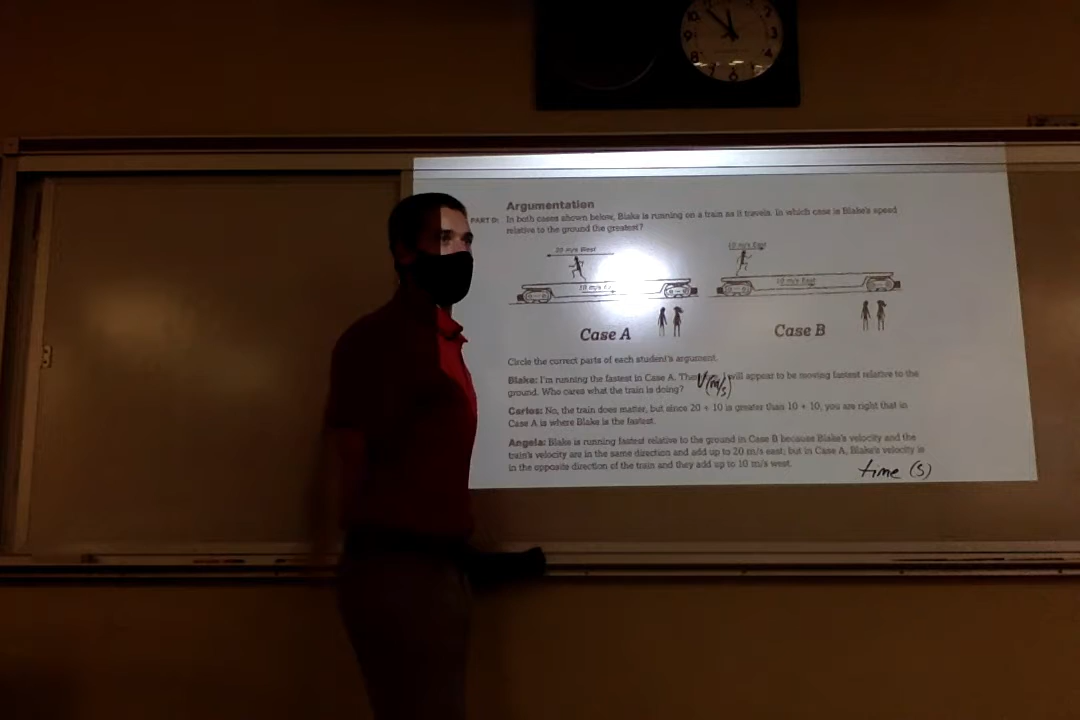 Argumentation
PART D: In both cases shown below, Blake is running on a train as it travels. In which case is Blake's speed
relative to the ground the greatest?
20 m/s West
10 m/s East
10 m/s
10 m/s East
Case A
Case B
Circle the correct parts of each student's argument.
Blake: I'm running the fastest in Case A. will appear to be moving fastest relative to the
ground. Who cares what the train is doing?
V(m/s)
Carlos: No, the train does matter, but since 20 + 10 is greater than 10 + 10, you are right that in
Case A is where Blake is the fastest.
Angela: Blake is running fastest relative to the ground in Case B because Blake's velocity and the
train's velocity are in the same direction and add up to 20 m/s east; but in Case A, Blake's velocity is
in the opposite direction of the train and they add up to 10 m/s west.
time (s)